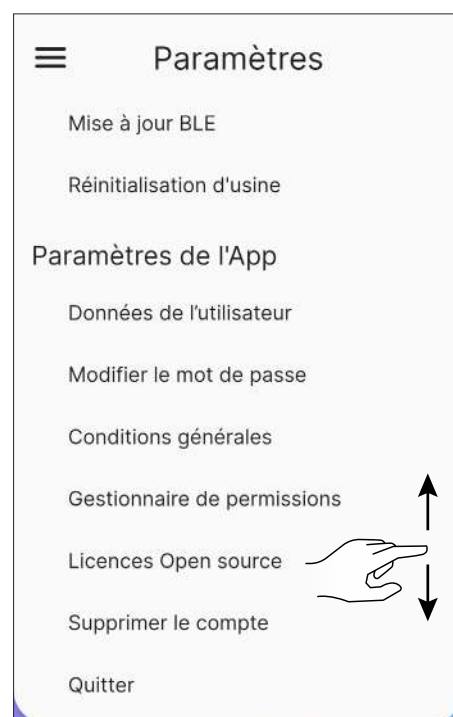 Paramètres
Mise à jour BLE
Réinitialisation d'usine
Paramètres de l'App
Données de l’utilisateur
Modifier le mot de passe
Conditions générales
Gestionnaire de permissions
Licences Open source
Supprimer le compte
Quitter